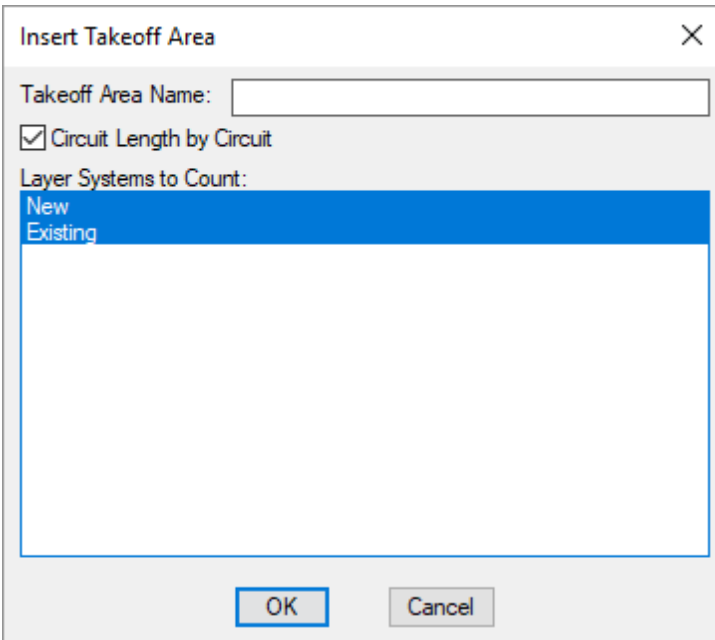 Insert Takeoff Area
Takeoff Area Name:
Circuit Length by Circuit
Layer Systems to Count:
New
Existing
OK Cancel